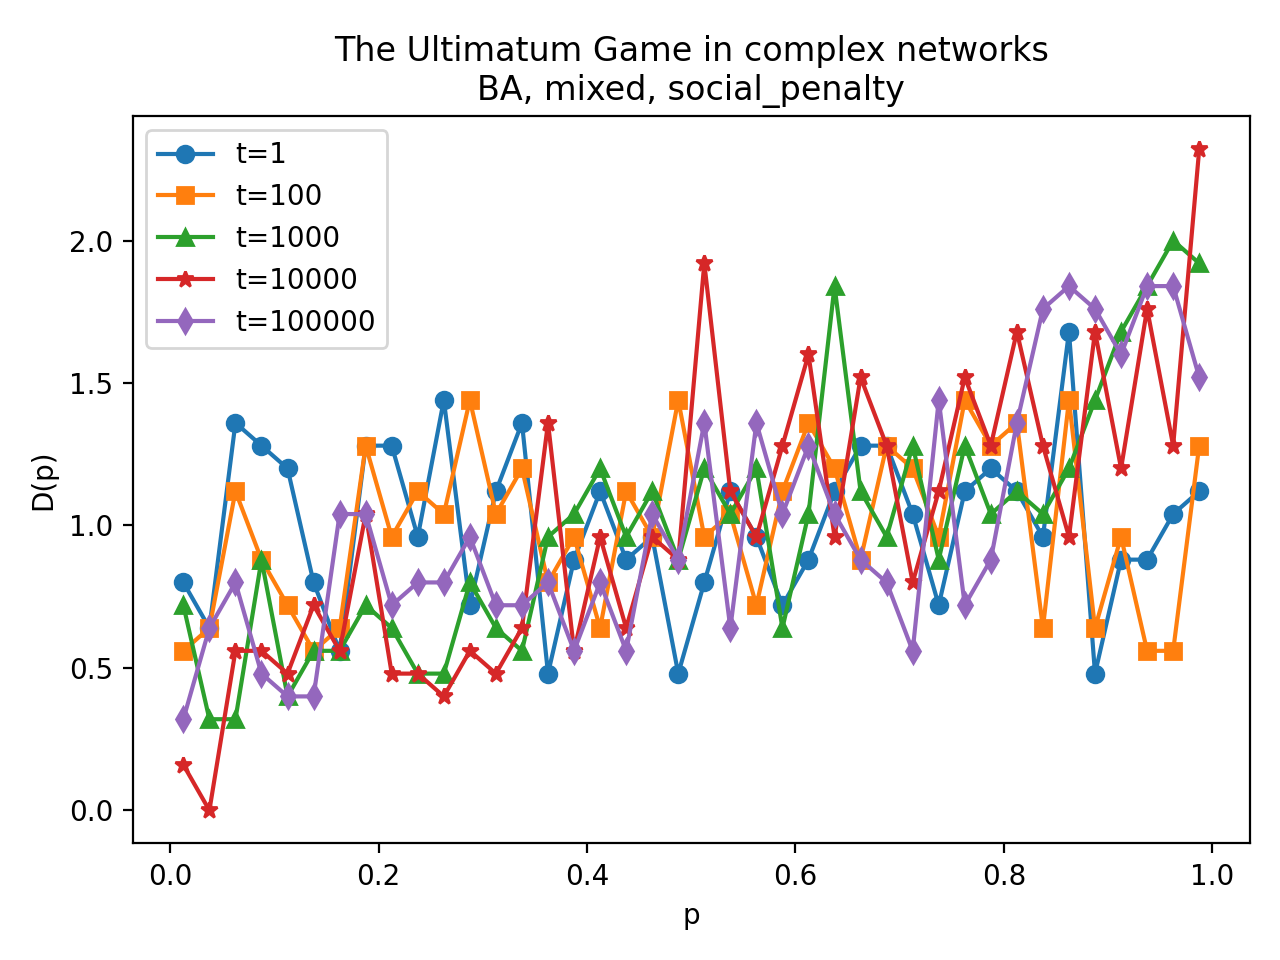 The Ultimatum Game in complex networks
BA, mixed, social_penalty
t=1
t=100
t=1000
t=10000
t=100000
D(p)
2.0
1.5
1.0
0.5
0.0
0.0 0.2 0.4 0.6 0.8 1.0
p